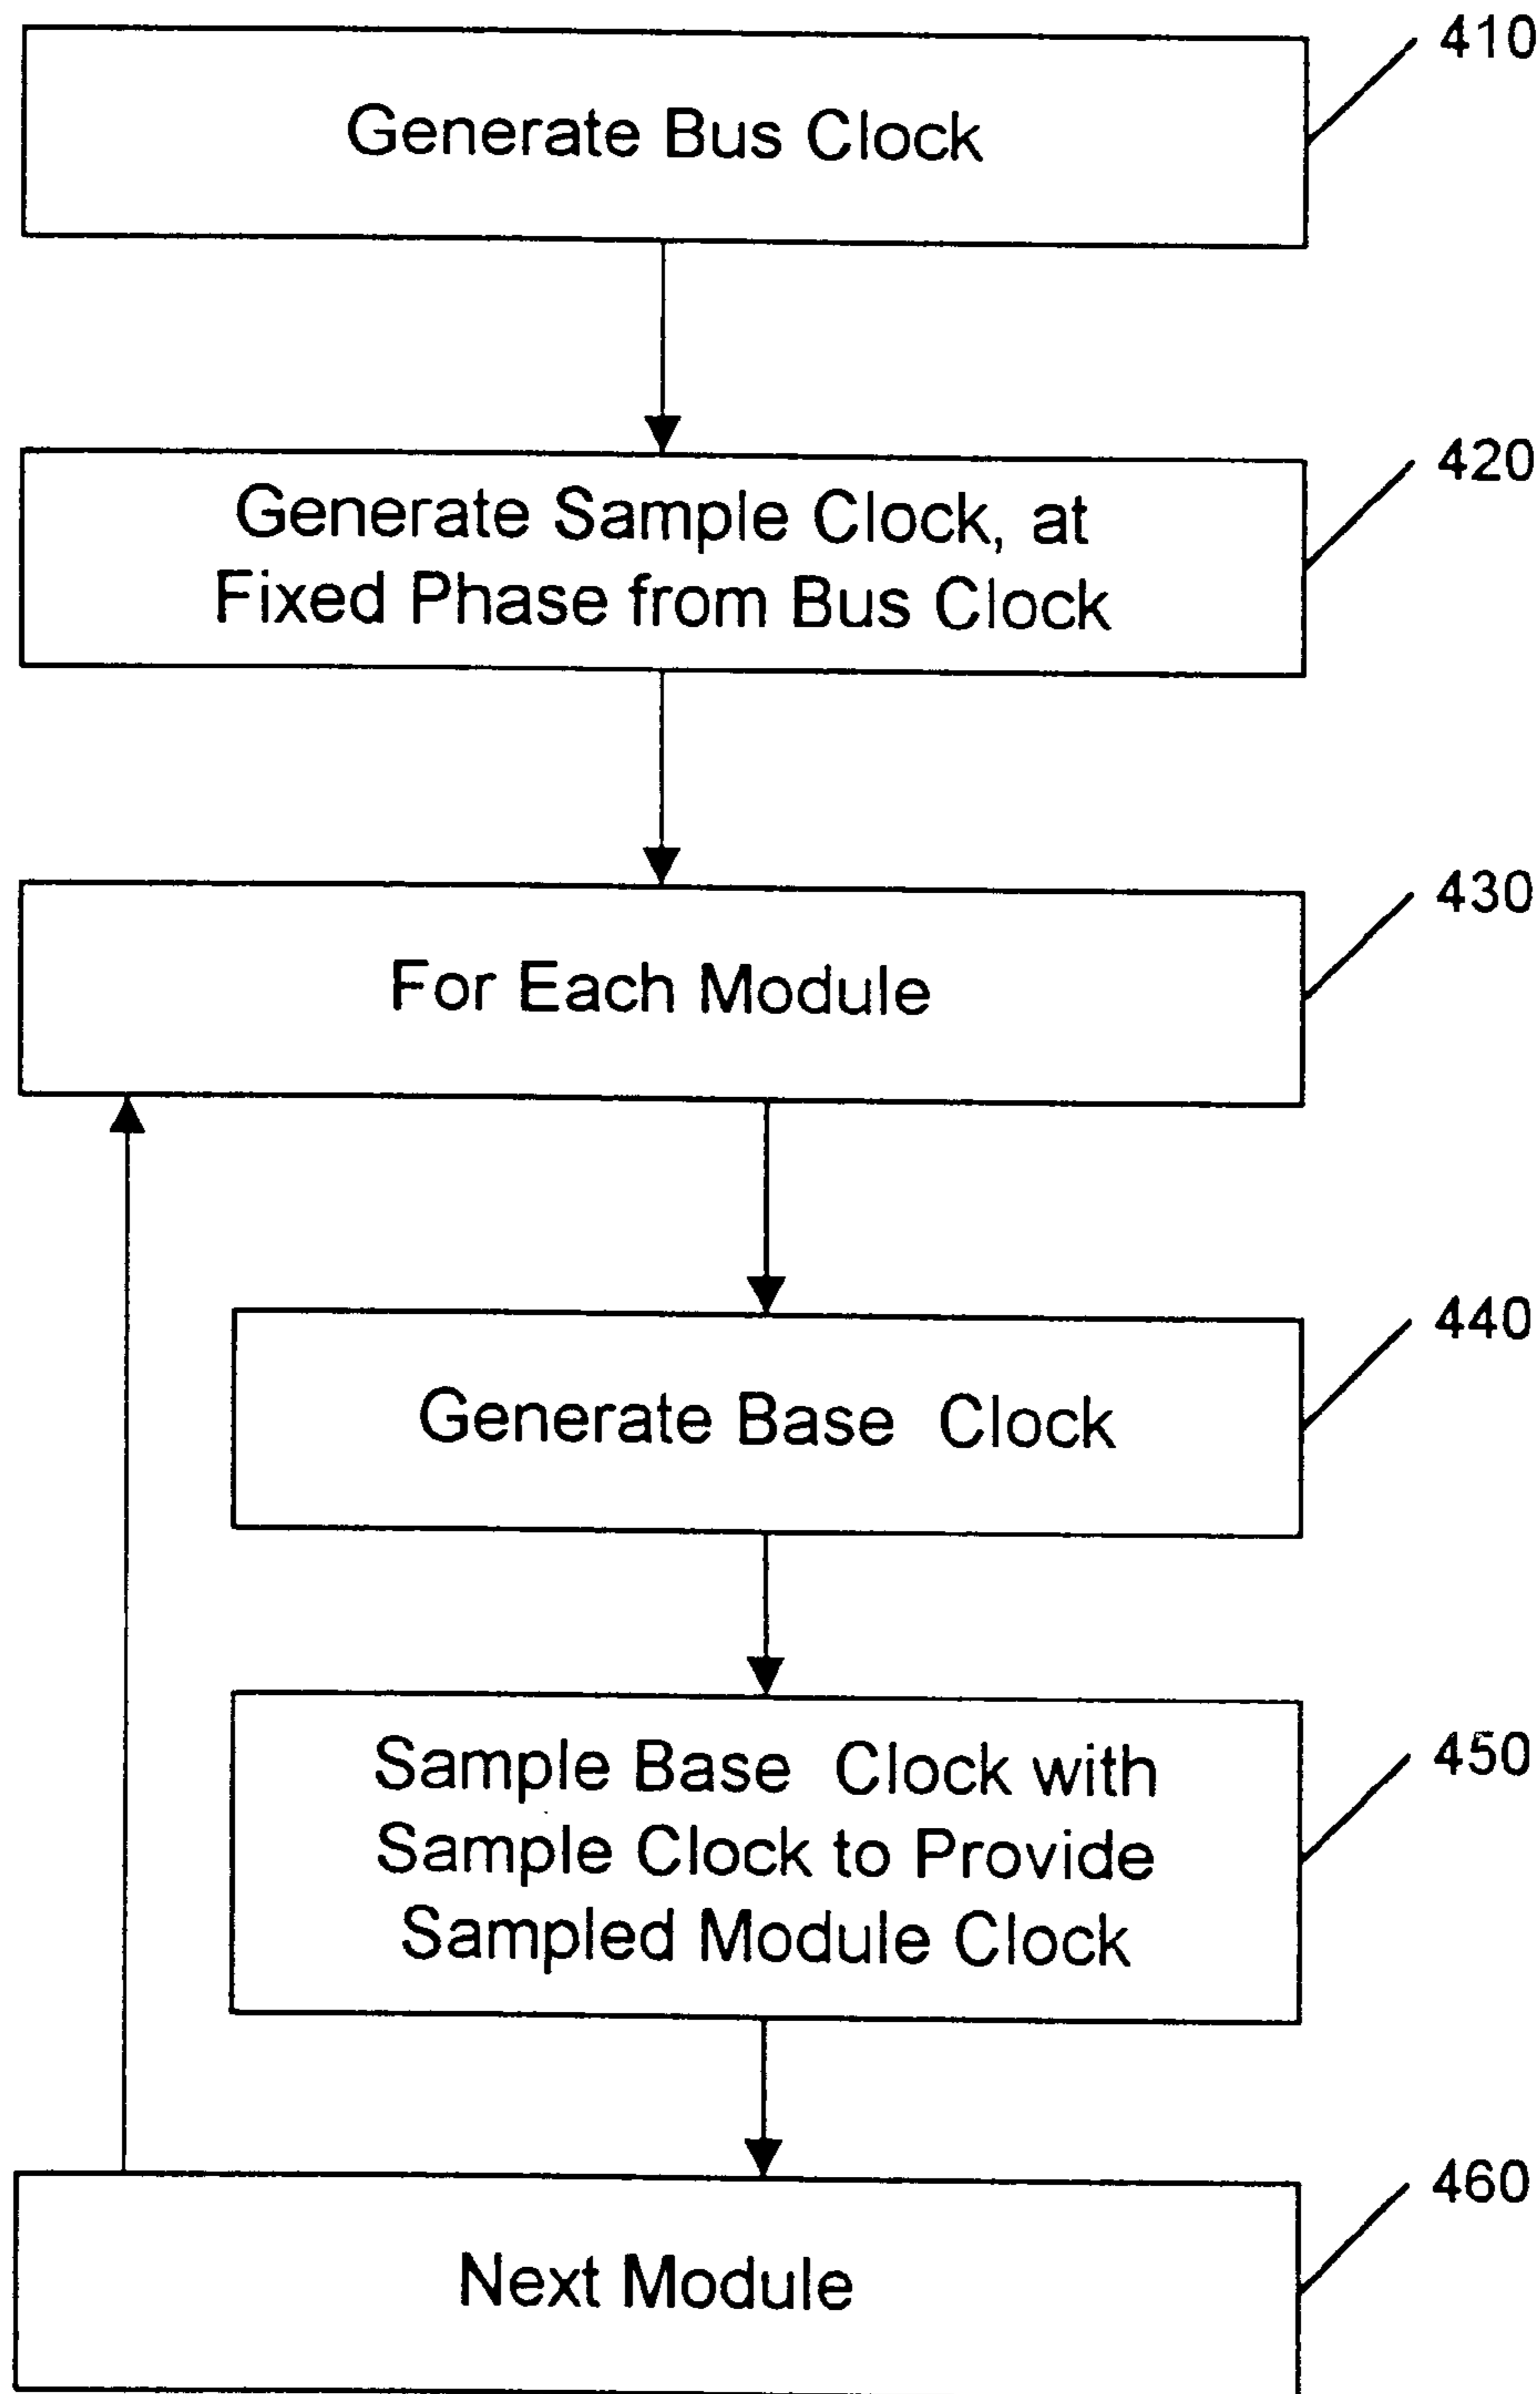 410
Generate Bus Clock
420
Generate Sample Clock, at
Fixed Phase from Bus Clock
430
For Each Module
440
Generate Base Clock
450
Sample Base Clock with
Sample Clock to Provide
Sampled Module Clock
460
Next Module